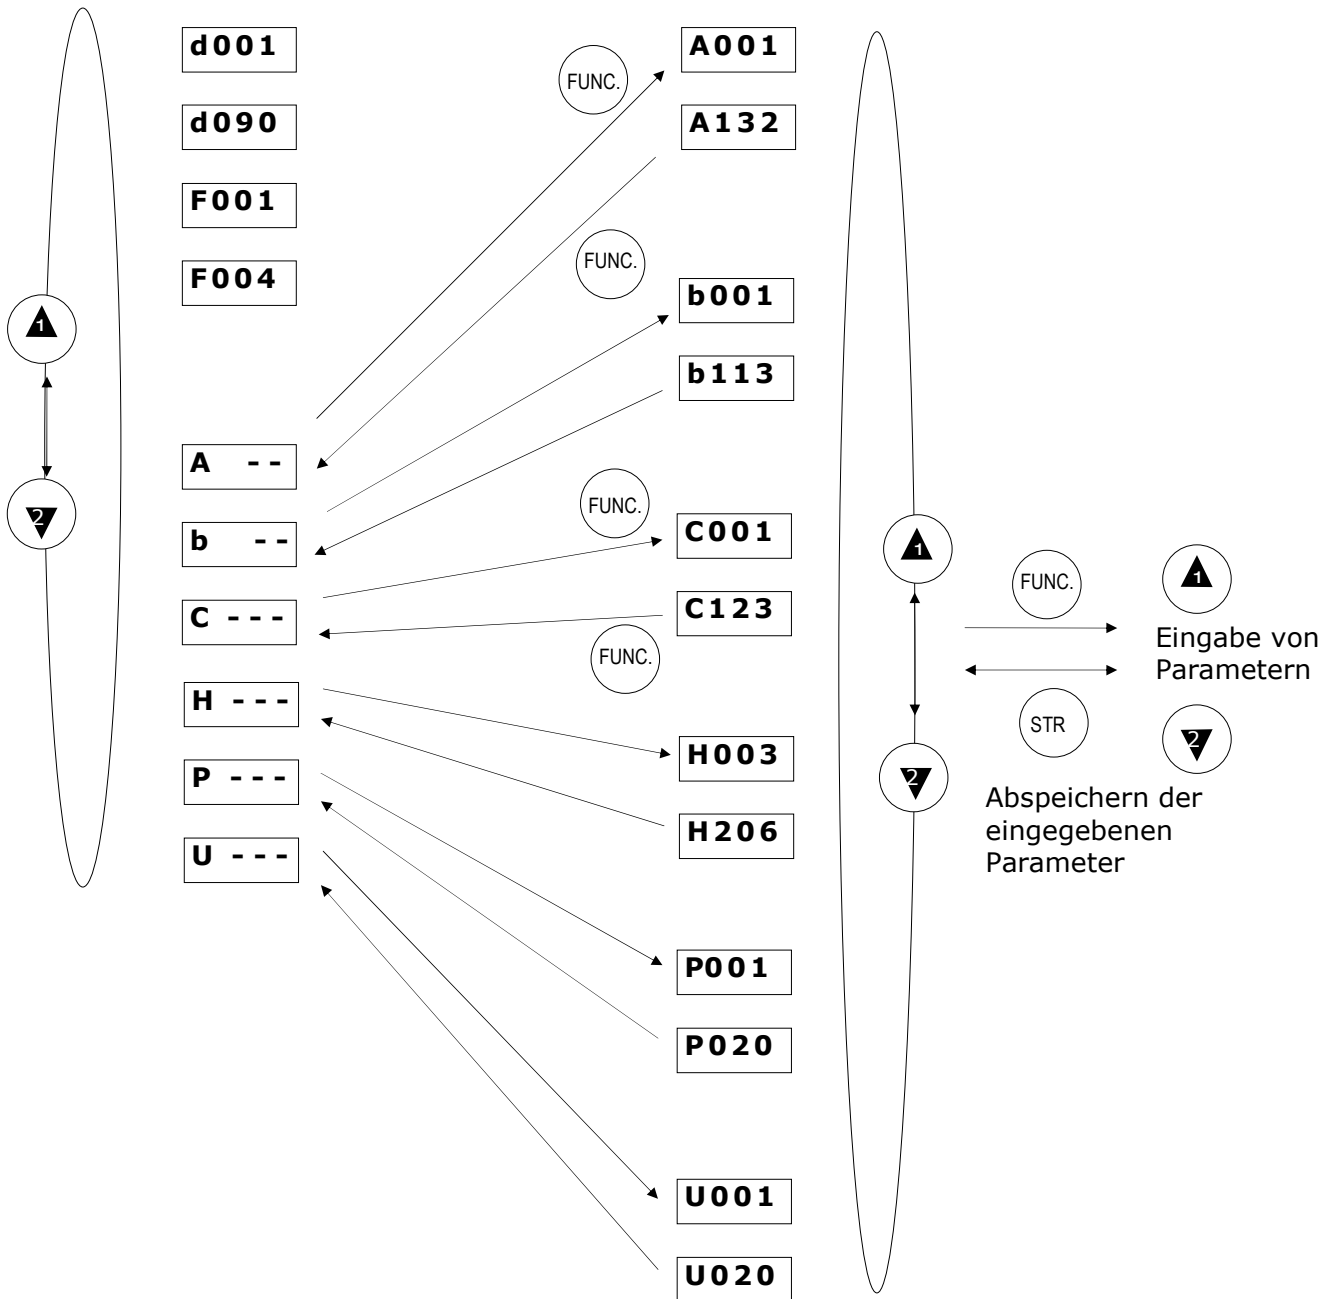 d001
d090
F001
F004
1
2
A --
b --
C ---
H ---
P ---
U ---
FUNC.
FUNC.
FUNC.
FUNC.
A001
A132
b001
b113
C001
C123
H003
H206
P001
P020
U001
U020
1
2
FUNC.
STR
1
Eingabe von
Parametern
2
Abspeichern der
eingegebenen
Parameter